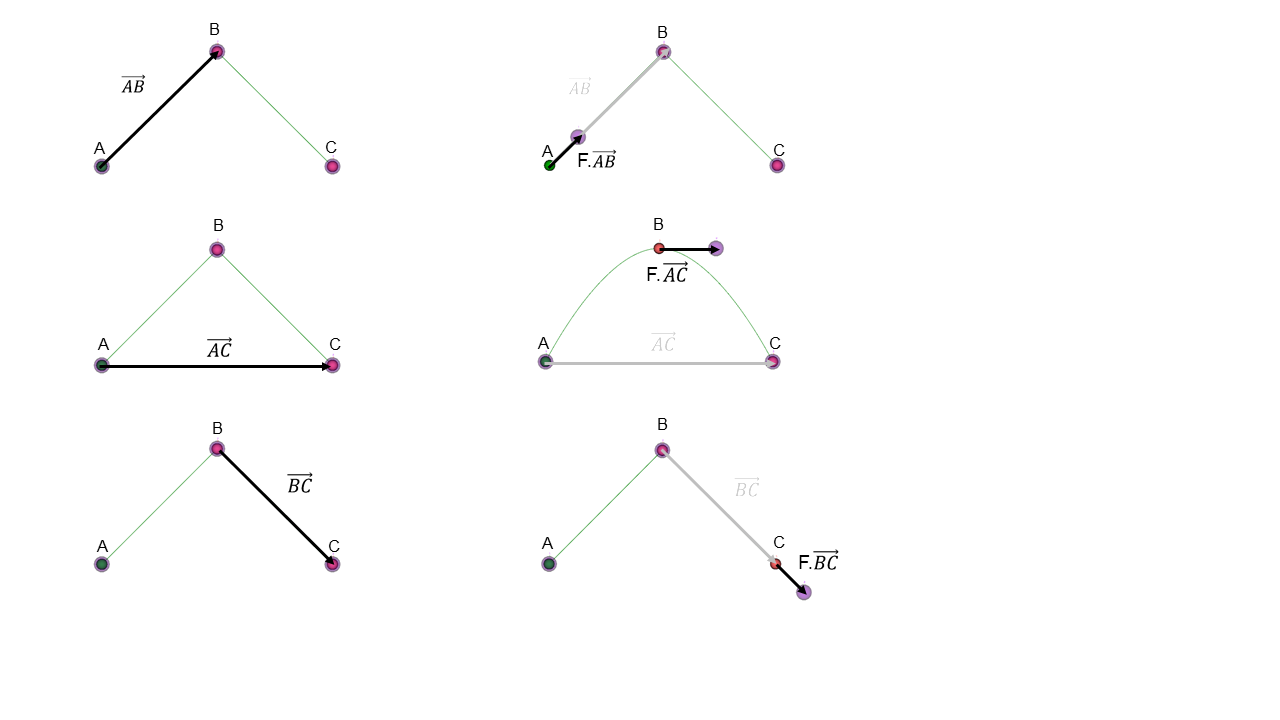 B B
$\overrightarrow{AB}$ $\overrightarrow{AB}$
A C A F.$\overrightarrow{AB}$ C
B B
F.$\overrightarrow{AC}$
A $\overrightarrow{AC}$ C A $\overrightarrow{AC}$ C
B B
$\overrightarrow{BC}$ $\overrightarrow{BC}$
A C A C F.$\overrightarrow{BC}$